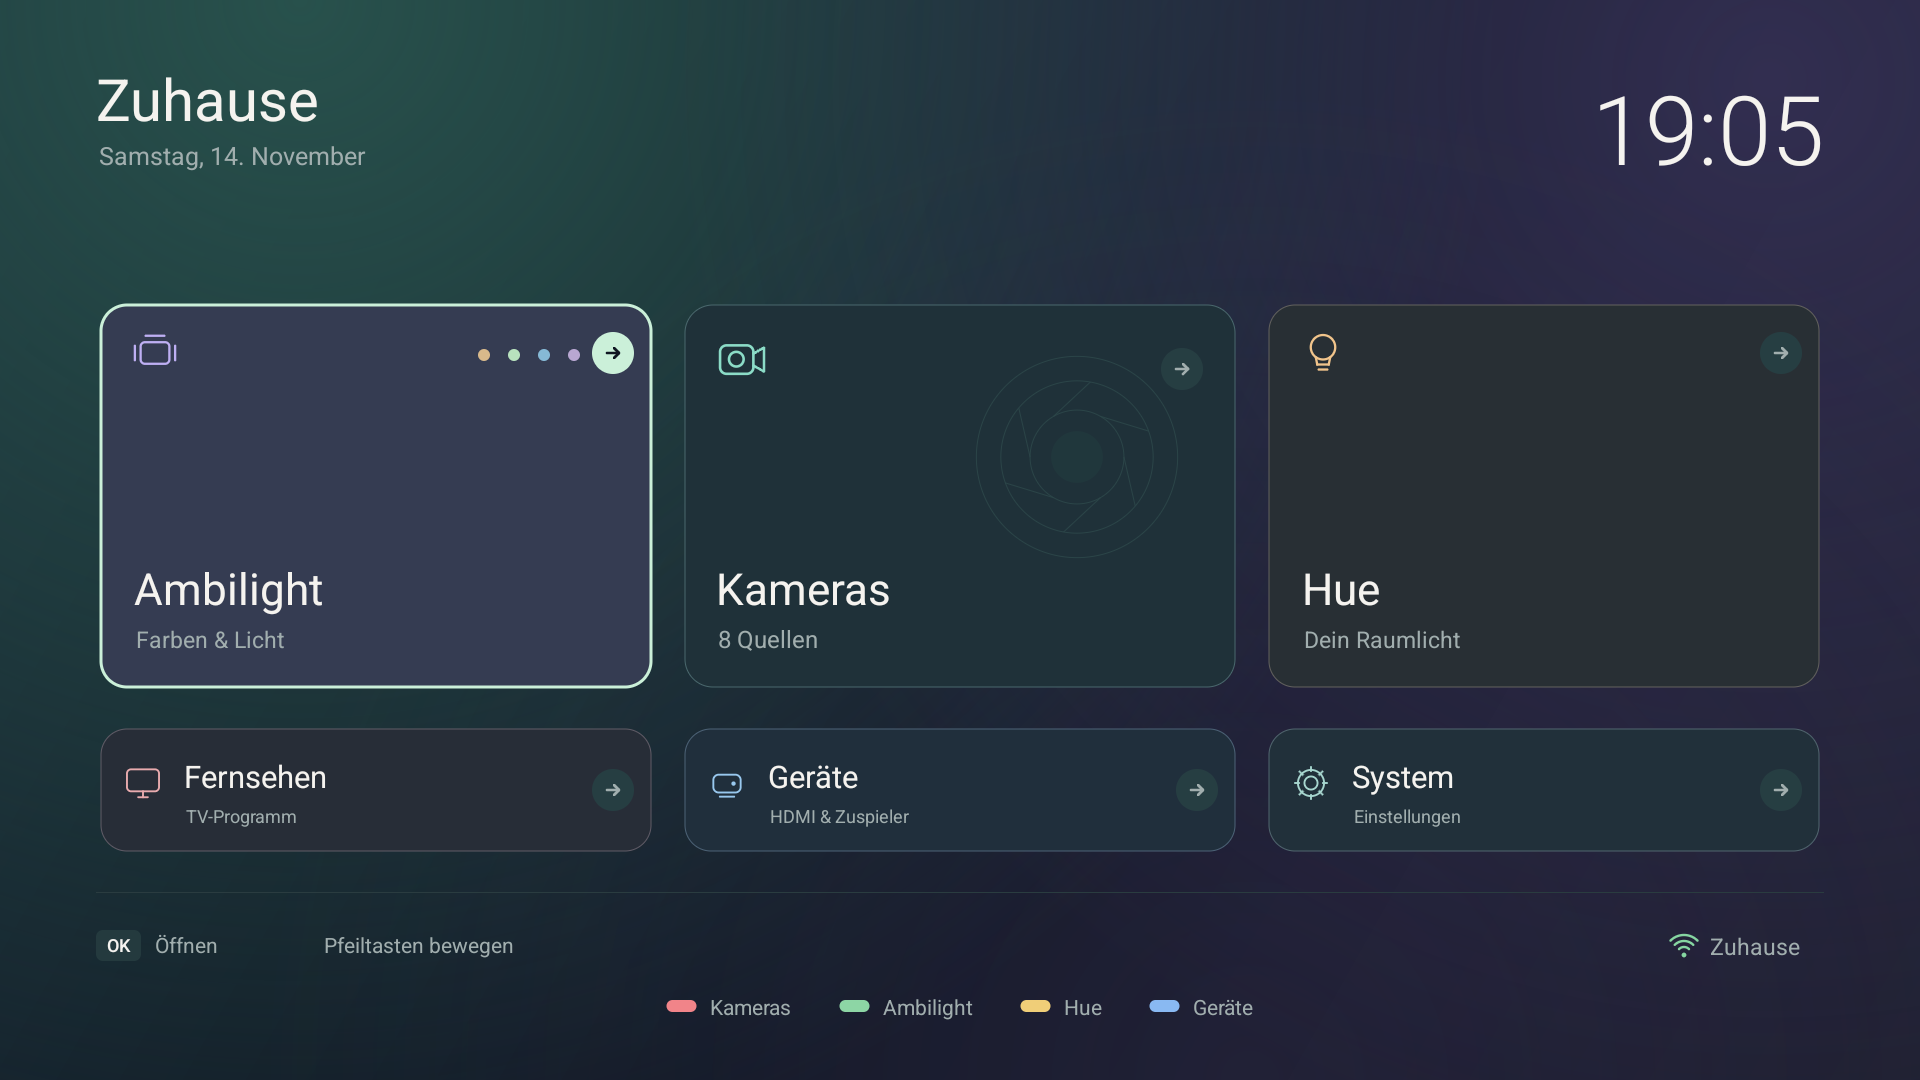 Zuhause
Samstag, 14. November
19:05
Ambilight
Farben & Licht
Kameras
8 Quellen
Hue
Dein Raumlicht
Fernsehen
TV-Programm
Geräte
HDMI & Zuspieler
System
Einstellungen
OK Öffnen
Pfeiltasten bewegen
Zuhause
Kameras
Ambilight
Hue
Geräte